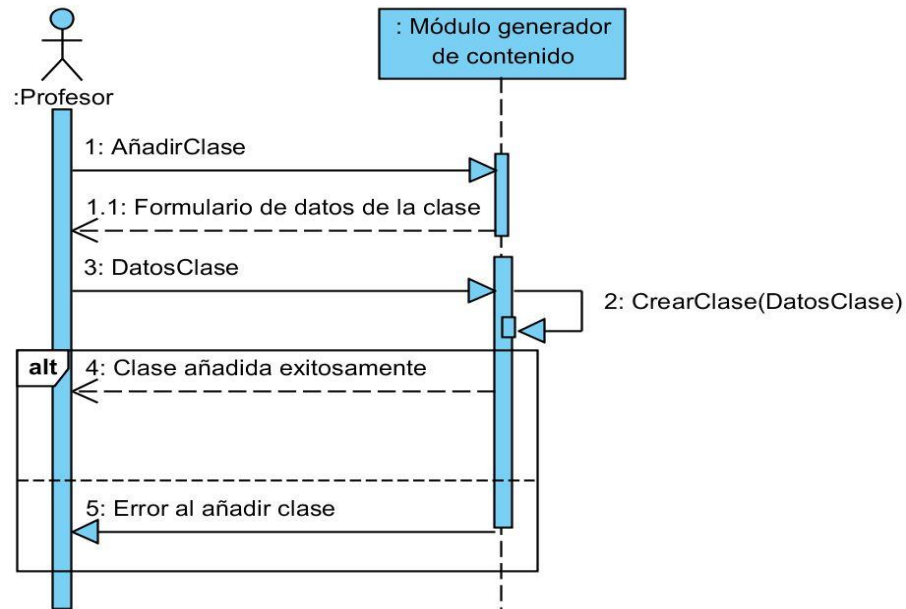 : Módulo generador
de contenido
:Profesor
1: AñadirClase
1.1: Formulario de datos de la clase
3: DatosClase
2: CrearClase(DatosClase)
alt
4: Clase añadida exitosamente
5: Error al añadir clase